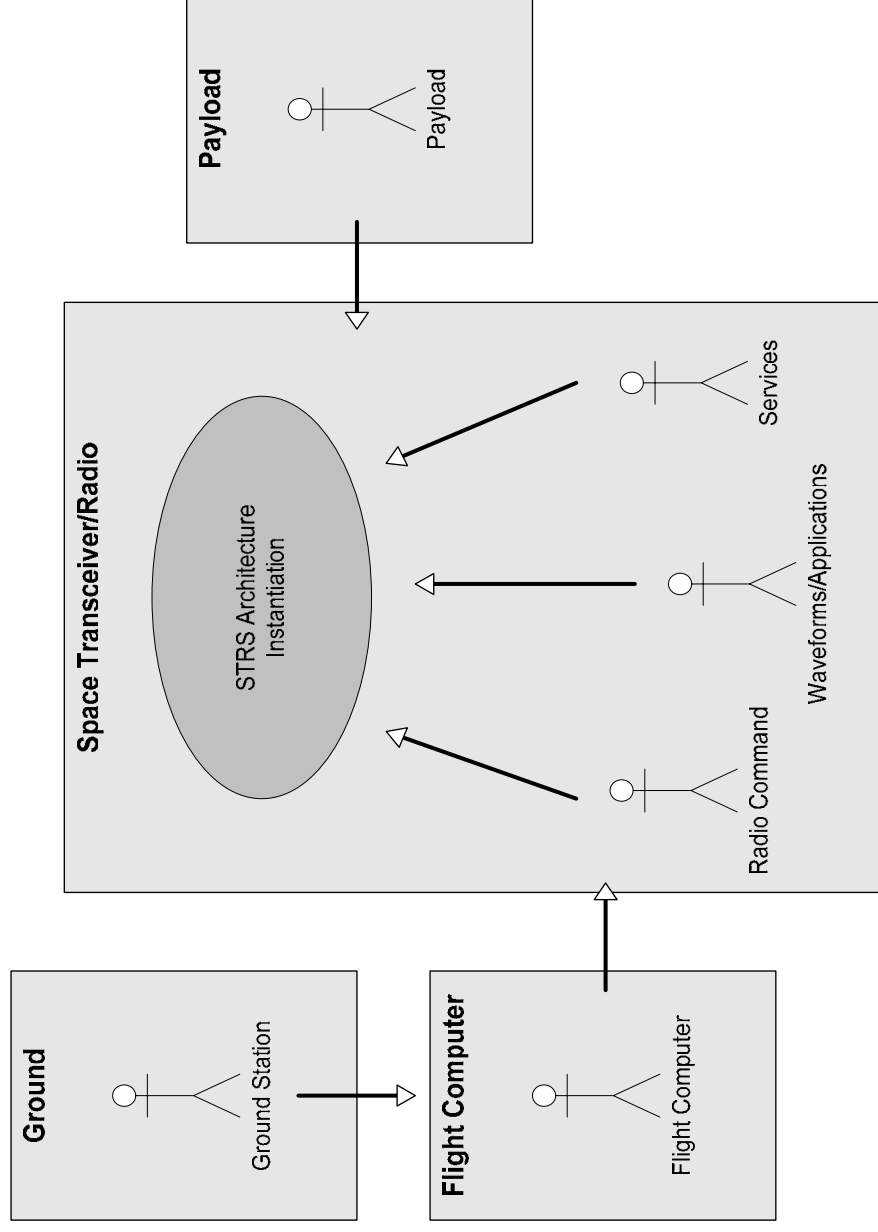 Ground
Ground Station
Flight Computer
Flight Computer
Space Transceiver/Radio
STRS Architecture
Instantiation
Radio Command
Waveforms/Applications
Services
Payload
Payload